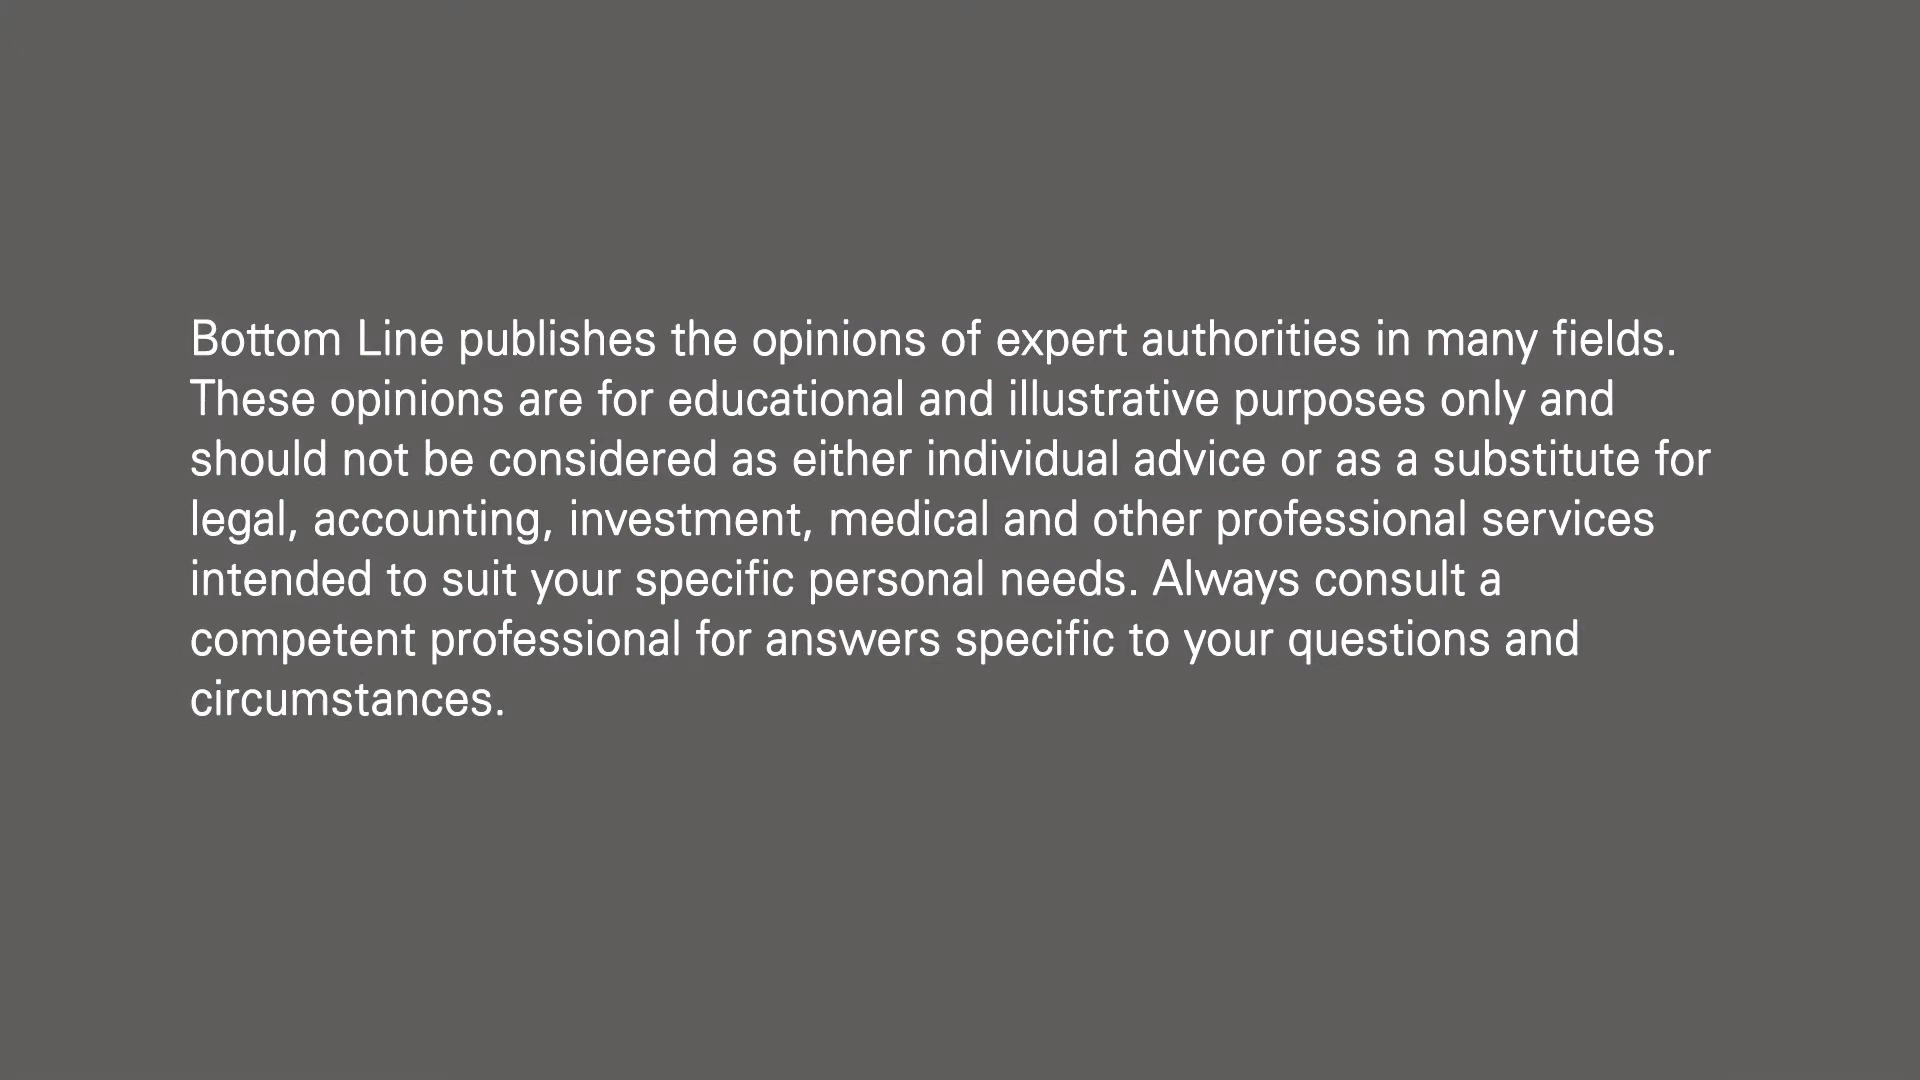 Bottom Line publishes the opinions of expert authorities in many fields.
These opinions are for educational and illustrative purposes only and
should not be considered as either individual advice or as a substitute for
legal, accounting, investment, medical and other professional services
intended to suit your specific personal needs. Always consult a
competent professional for answers specific to your questions and
circumstances.